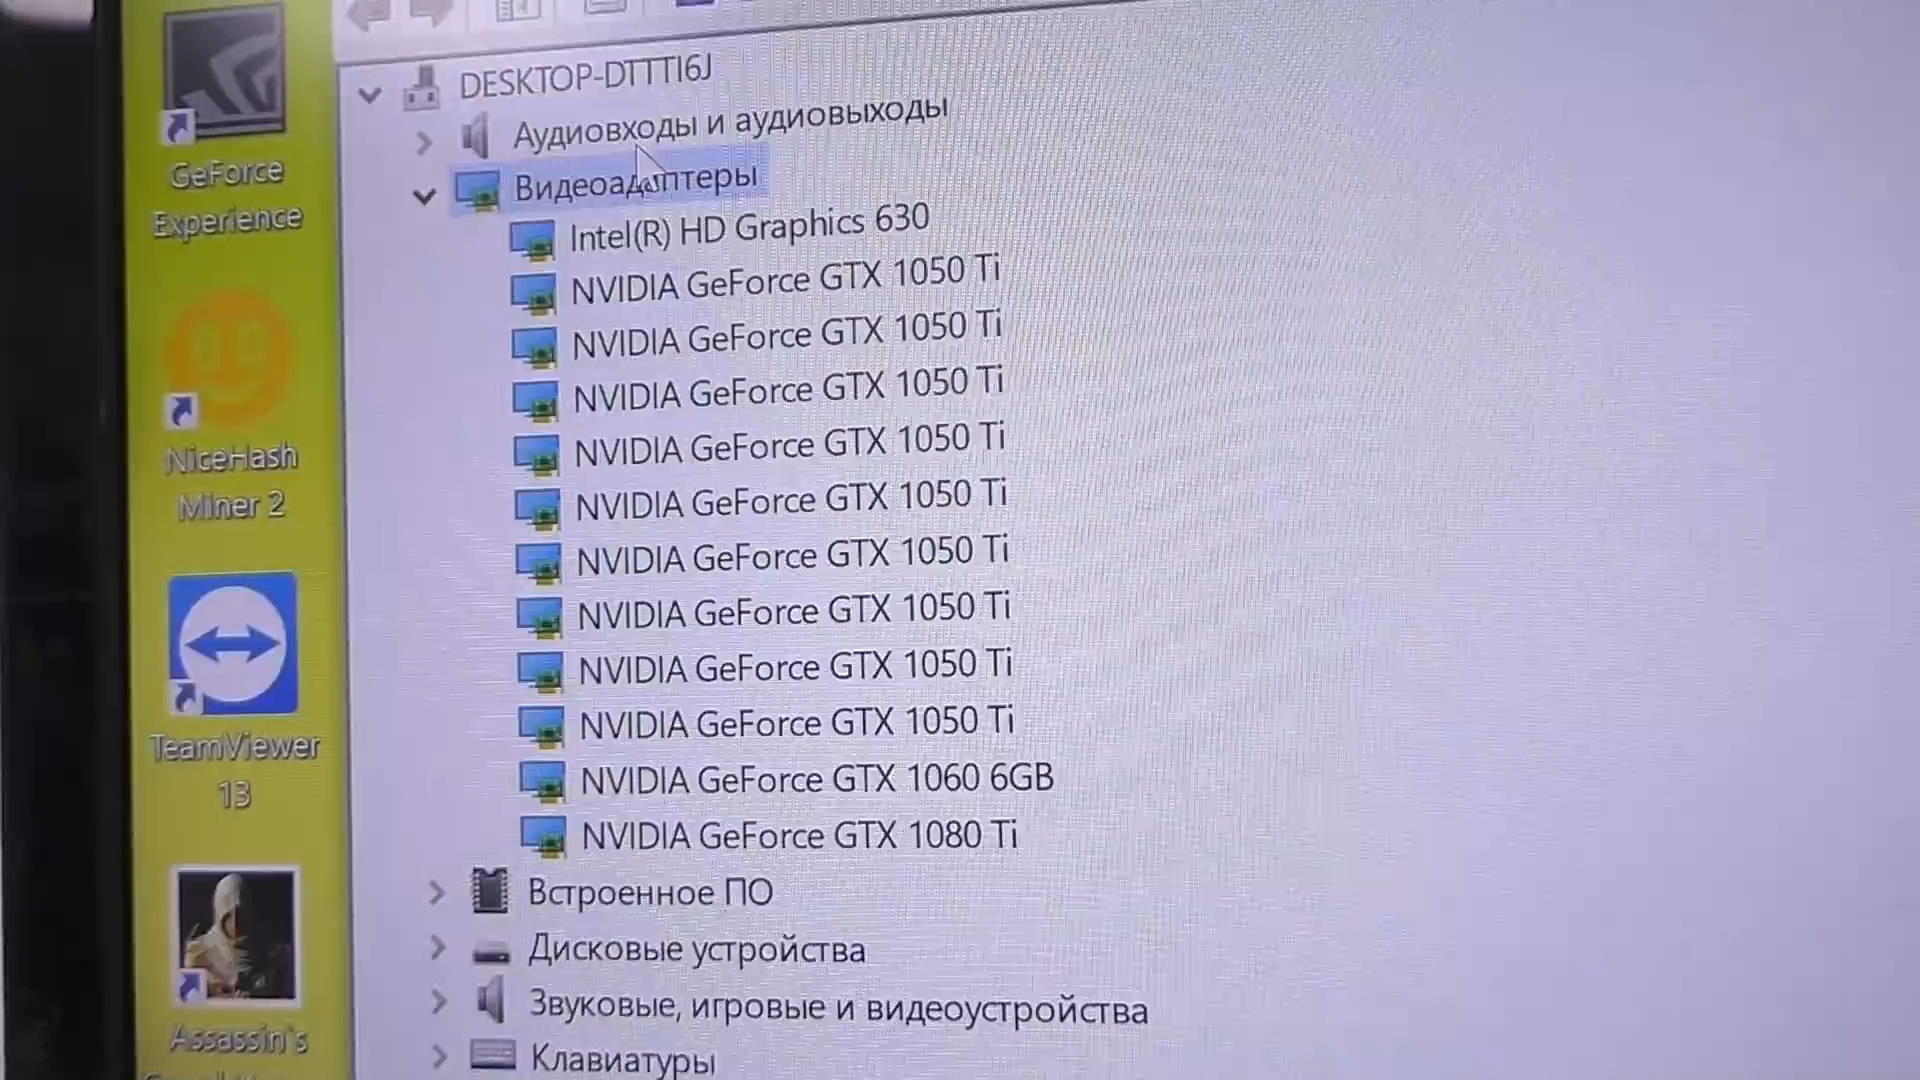 DESKTOP-DTTTI6J
Аудиовходы и аудиовыходы
Видеоадаптеры
Intel(R) HD Graphics 630
NVIDIA GeForce GTX 1050 Ti
NVIDIA GeForce GTX 1050 Ti
NVIDIA GeForce GTX 1050 Ti
NVIDIA GeForce GTX 1050 Ti
NVIDIA GeForce GTX 1050 Ti
NVIDIA GeForce GTX 1050 Ti
NVIDIA GeForce GTX 1050 Ti
NVIDIA GeForce GTX 1050 Ti
NVIDIA GeForce GTX 1050 Ti
NVIDIA GeForce GTX 1060 6GB
NVIDIA GeForce GTX 1080 Ti
Встроенное ПО
Дисковые устройства
Звуковые, игровые и видеоустройства
Клавиатуры
GeForce
Experience
NiceHash
Miner 2
TeamViewer
13
Assassin's